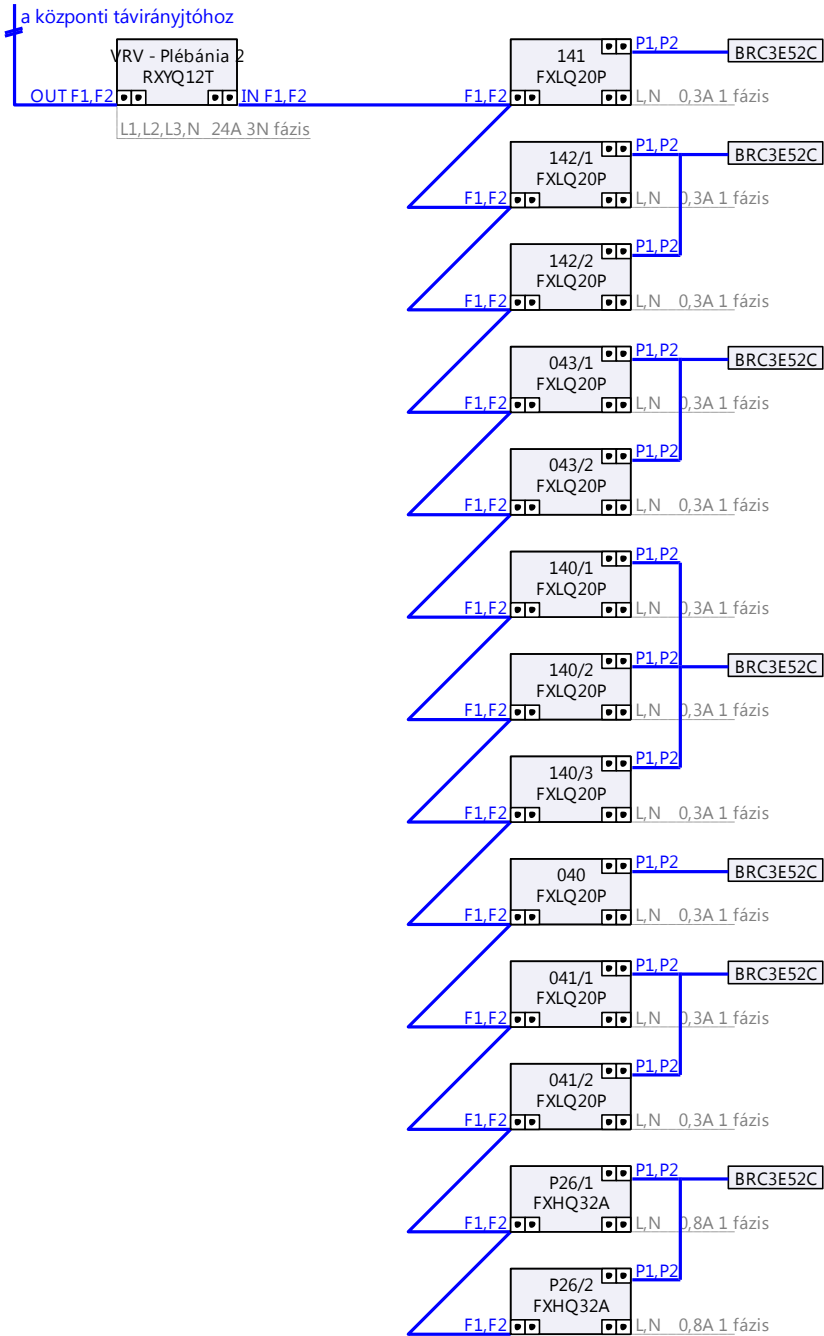 a központi távirányjtóhoz
VRV - Plébánia 2
RXYQ12T
OUT F1,F2
IN F1,F2
L1,L2,L3,N 24A 3N fázis
141
FXLQ20P
F1,F2
P1,P2
BRC3E52C
L,N 0,3A 1 fázis
142/1
FXLQ20P
F1,F2
P1,P2
BRC3E52C
L,N 0,3A 1 fázis
142/2
FXLQ20P
F1,F2
P1,P2
L,N 0,3A 1 fázis
043/1
FXLQ20P
F1,F2
P1,P2
BRC3E52C
L,N 0,3A 1 fázis
043/2
FXLQ20P
F1,F2
P1,P2
L,N 0,3A 1 fázis
140/1
FXLQ20P
F1,F2
P1,P2
L,N 0,3A 1 fázis
140/2
FXLQ20P
F1,F2
P1,P2
BRC3E52C
L,N 0,3A 1 fázis
140/3
FXLQ20P
F1,F2
P1,P2
L,N 0,3A 1 fázis
040
FXLQ20P
F1,F2
P1,P2
BRC3E52C
L,N 0,3A 1 fázis
041/1
FXLQ20P
F1,F2
P1,P2
BRC3E52C
L,N 0,3A 1 fázis
041/2
FXLQ20P
F1,F2
P1,P2
L,N 0,3A 1 fázis
P26/1
FXHQ32A
F1,F2
P1,P2
BRC3E52C
L,N 0,8A 1 fázis
P26/2
FXHQ32A
F1,F2
P1,P2
L,N 0,8A 1 fázis